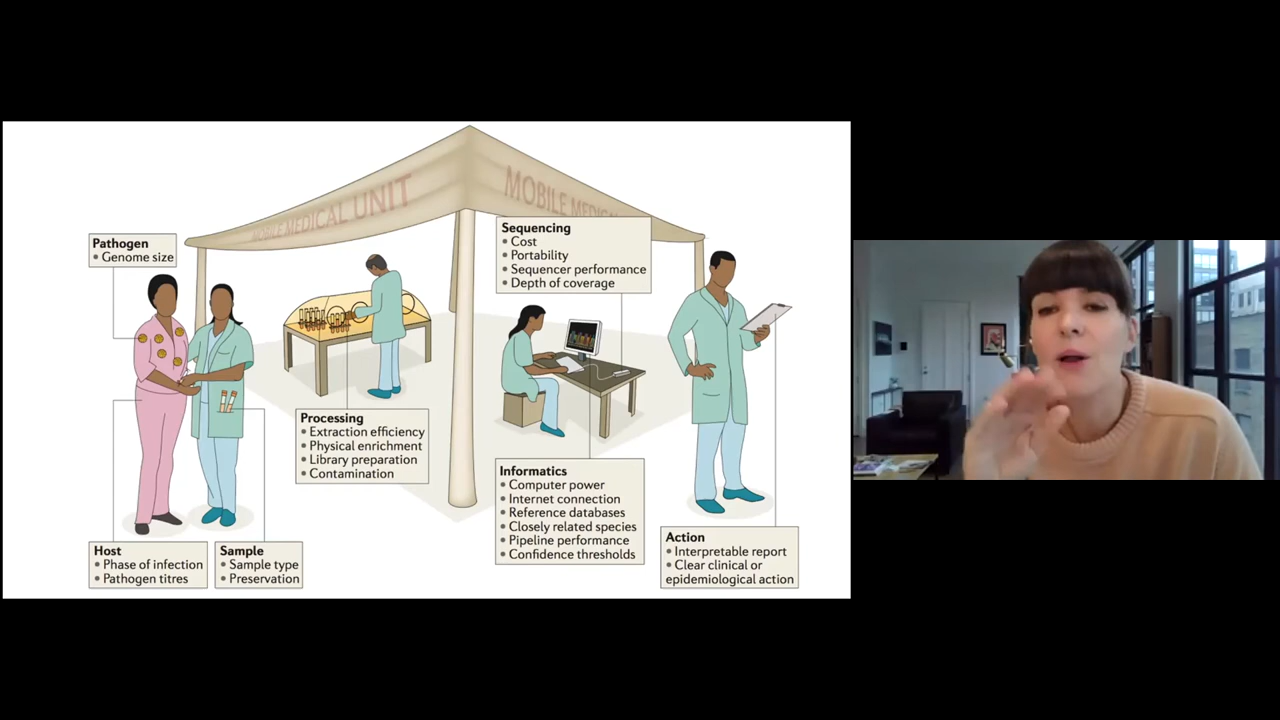 MOBILE MEDICAL UNIT
MOBILE MEDICAL
Pathogen
• Genome size
Sequencing
• Cost
• Portability
• Sequencer performance
• Depth of coverage
Processing
• Extraction efficiency
• Physical enrichment
• Library preparation
• Contamination
Informatics
• Computer power
• Internet connection
• Reference databases
• Closely related species
• Pipeline performance
• Confidence thresholds
Host
• Phase of infection
• Pathogen titres
Sample
• Sample type
• Preservation
Action
• Interpretable report
• Clear clinical or
epidemiological action